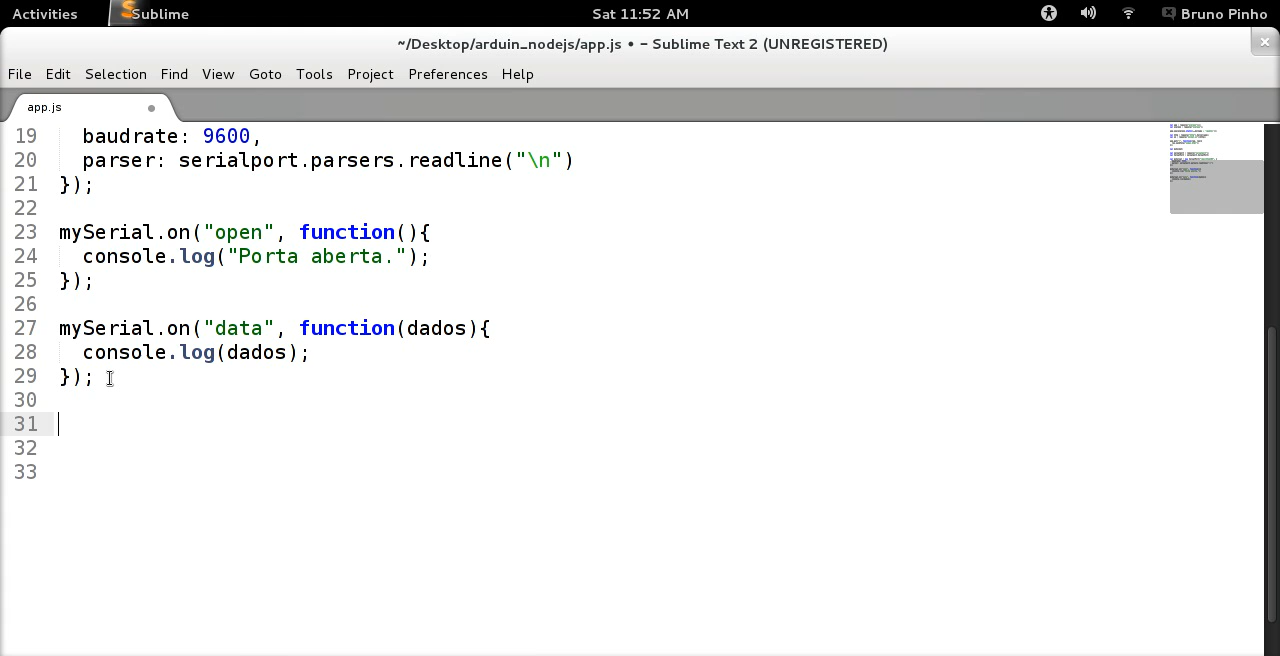 Activities Sublime Sat 11:52 AM Bruno Pinho
~/Desktop/arduin_nodejs/app.js • – Sublime Text 2 (UNREGISTERED)
File Edit Selection Find View Goto Tools Project Preferences Help
app.js
19 baudrate: 9600,
20 parser: serialport.parsers.readline("\n")
21 });
22
23 mySerial.on("open", function(){
24 console.log("Porta aberta.");
25 });
26
27 mySerial.on("data", function(dados){
28 console.log(dados);
29 });
30
31
32
33